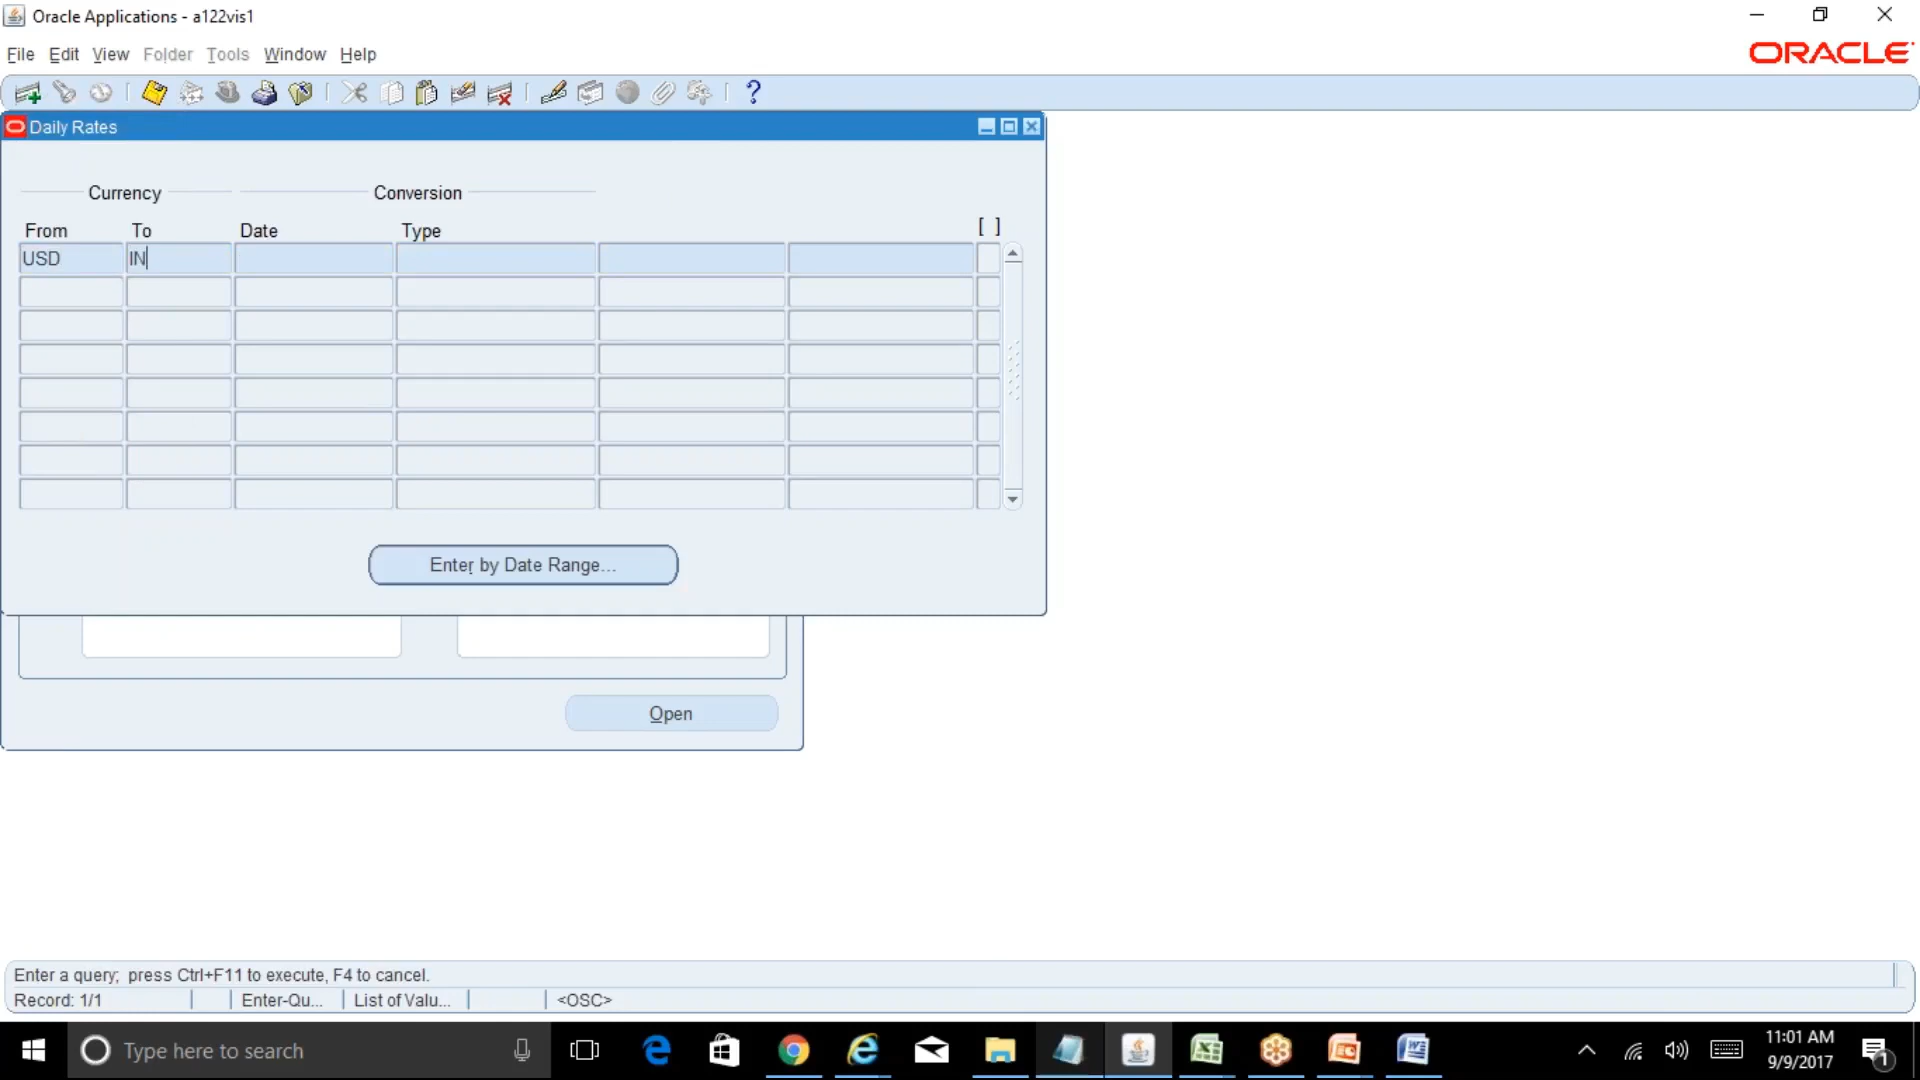 Oracle Applications - a122vis1
File Edit View Folder Tools Window Help
ORACLE
Daily Rates
Currency Conversion
From To Date Type [ ]
USD IN
Enter by Date Range...
Open
Enter a query; press Ctrl+F11 to execute, F4 to cancel.
Record: 1/1 Enter-Qu... List of Valu... <OSC>
Type here to search
11:01 AM
9/9/2017
1